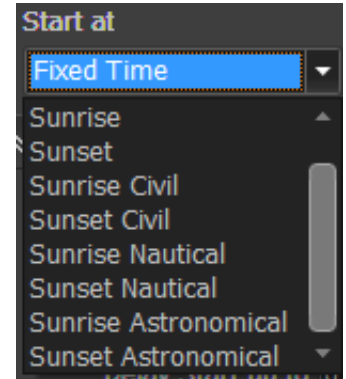 Start at
Fixed Time
Sunrise
Sunset
Sunrise Civil
Sunset Civil
Sunrise Nautical
Sunset Nautical
Sunrise Astronomical
Sunset Astronomical